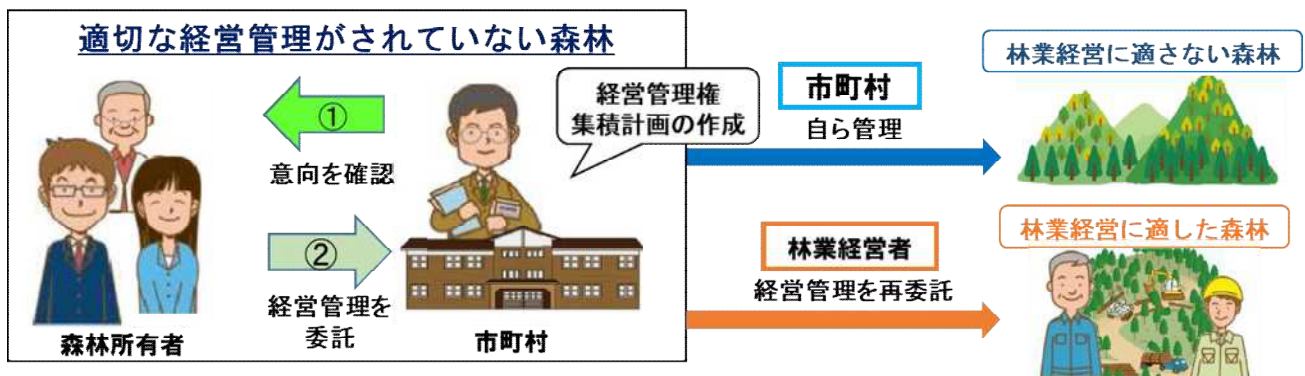 適切な経営管理がされていない森林
①
意向を確認
②
経営管理を
委託
森林所有者
市町村
経営管理権
集積計画の作成
市町村
自ら管理
林業経営に適さない森林
林業経営者
経営管理を再委託
林業経営に適した森林